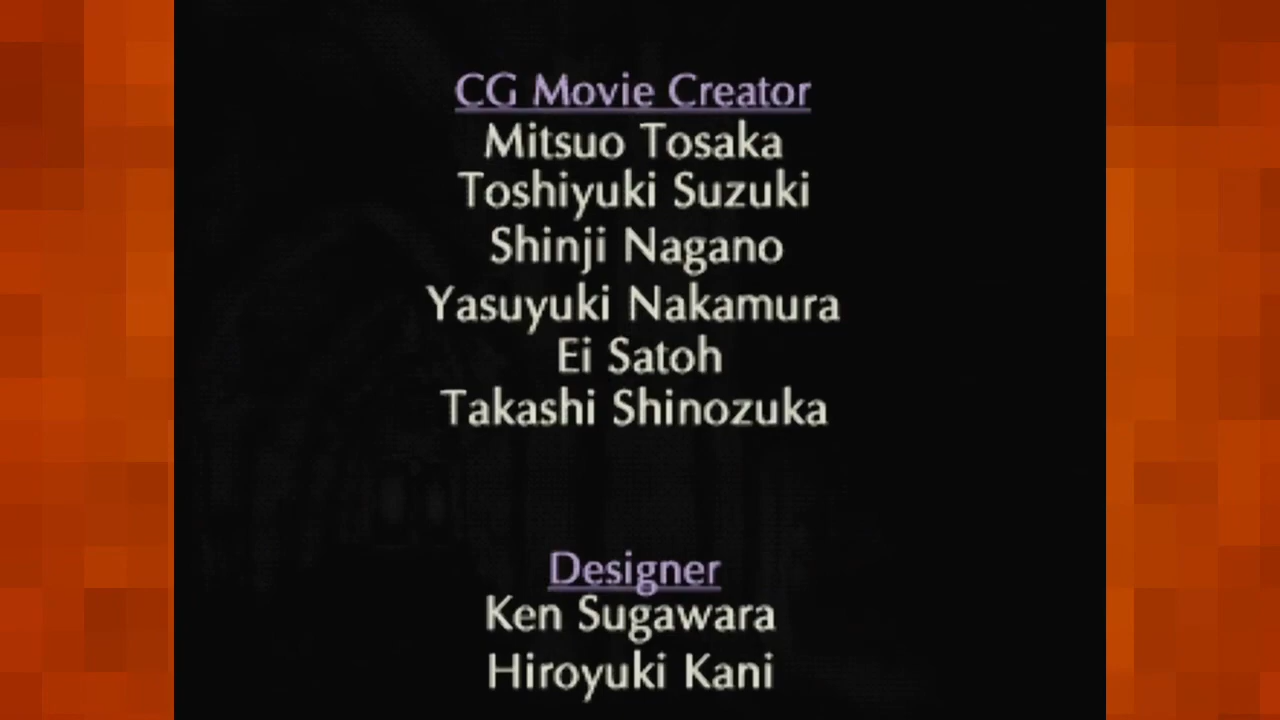 CG Movie Creator
Mitsuo Tosaka
Toshiyuki Suzuki
Shinji Nagano
Yasuyuki Nakamura
Ei Satoh
Takashi Shinozuka
Designer
Ken Sugawara
Hiroyuki Kani